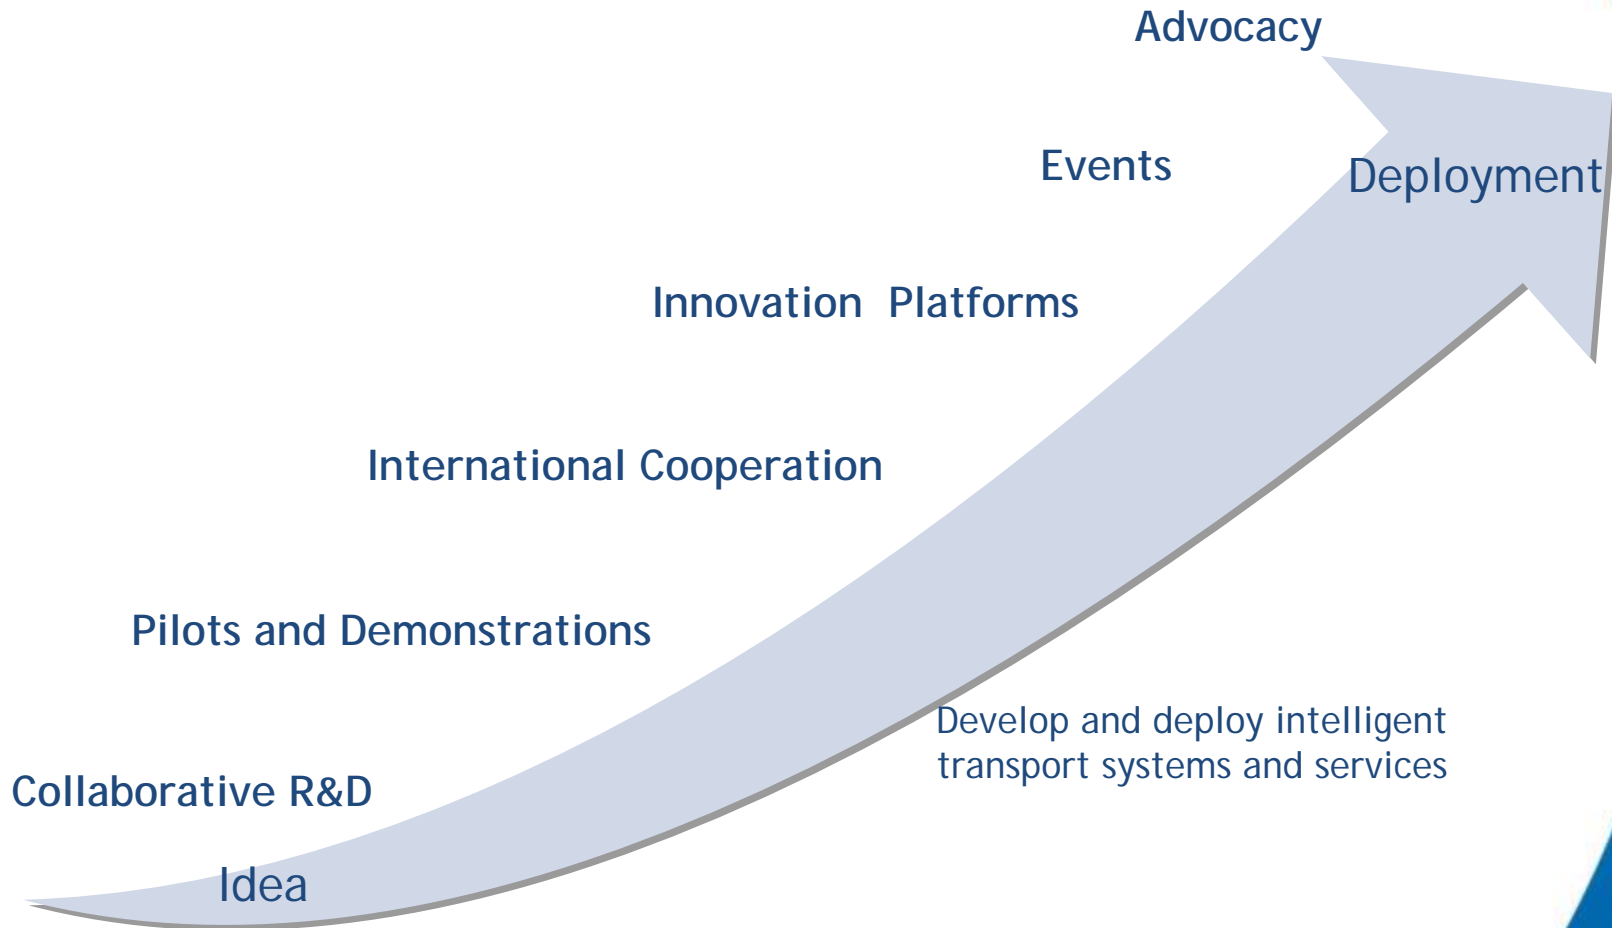 Advocacy
Events
Deployment
Innovation  Platforms
International Cooperation
Pilots and Demonstrations
Develop and deploy intelligent
transport systems and services
Collaborative R&D
Idea